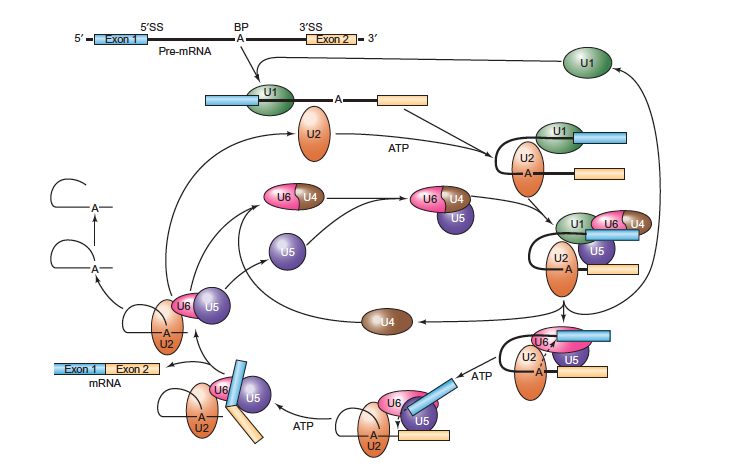 5'SS BP 3'SS
5' Exon 1 A Exon 2 3'
Pre-mRNA
U1
U1
A
U2
ATP
U1
U2
A
U6 U4
U6 U4
U5
U5
U1 U6 U4
U5
U2
A
A
A
U6 U5
A
U2
U4
U6
U2 U5
A
ATP
Exon 1 Exon 2
mRNA
U6
U5
A
U2
ATP
U6
U5
A
U2